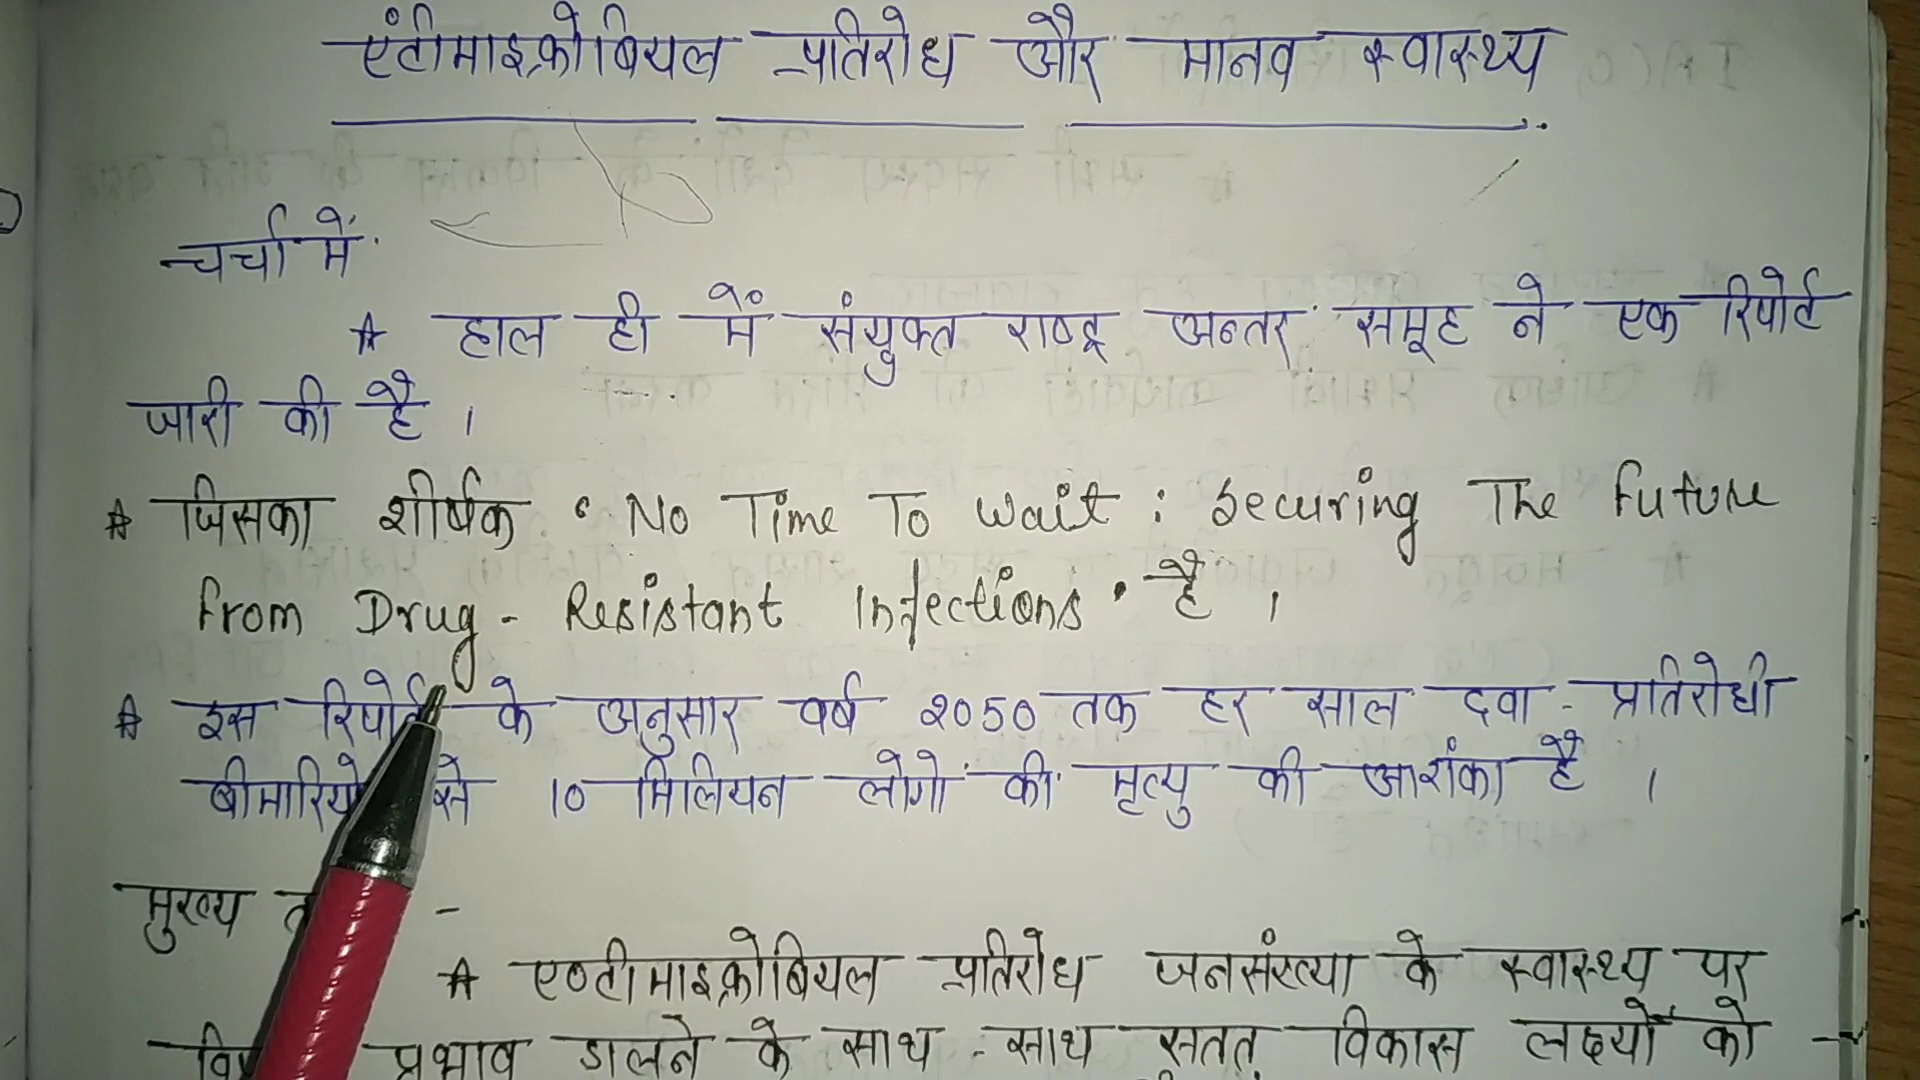 एंटीमाइक्रोबियल प्रतिरोध और मानव स्वास्थ्य
चर्चा में
★ हाल ही में संयुक्त राष्ट्र अन्तर समूह ने एक रिपोर्ट
जारी की है ।
★ जिसका शीर्षक : No Time To Wait : Securing The Future
From Drug - Resistant Infections • है ।
★ इस रिपोर्ट के अनुसार वर्ष 2050 तक हर साल दवा - प्रतिरोधी
बीमारियों से 10 मिलियन लोगों की मृत्यु की आशंका है ।
मुख्य -
★ एण्टीमाइक्रोबियल प्रतिरोध जनसंख्या के स्वास्थ्य पर
प्रभाव डालने के साथ - साथ सतत् विकास लक्ष्यों को